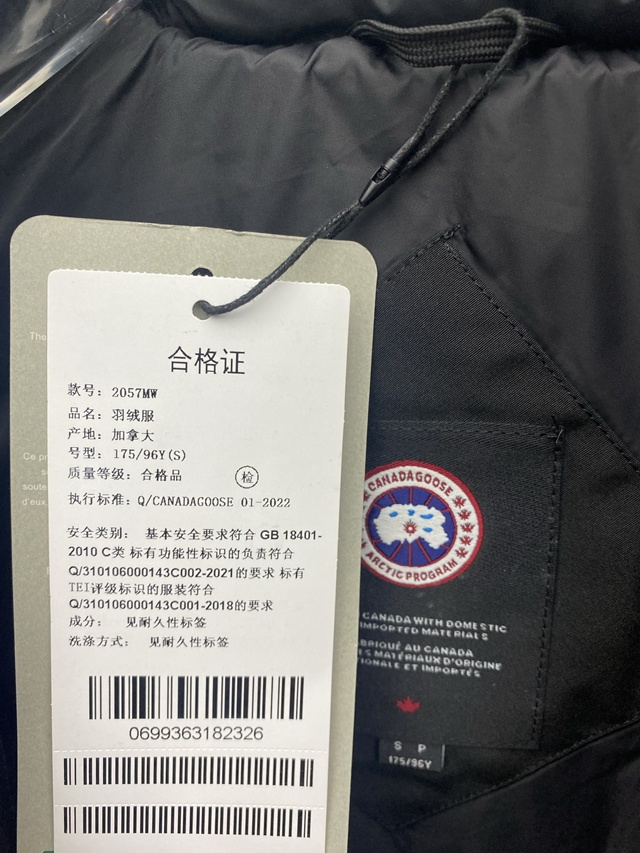 合格证
款号: 2057MW
品名: 羽绒服
产地: 加拿大
号型: 175/96Y(S)
质量等级: 合格品 检
执行标准: Q/CANADAGOOSE 01-2022
安全类别: 基本安全要求符合 GB 18401-
2010 C类 标有功能性标识的负责符合
Q/310106000143C002-2021的要求 标有
TEI评级标识的服装符合
Q/310106000143C001-2018的要求
成分: 见耐久性标签
洗涤方式: 见耐久性标签
0699363182326
The
Ce
soute
d'eux.
CANADA GOOSE
ARCTIC PROGRAM
CANADA WITH DOMESTIC
IMPORTED MATERIALS
ABRIQUÉ AU CANADA
ES MATÉRIAUX D'ORIGINE
TIONALE ET IMPORTÉS
S P
175/96Y